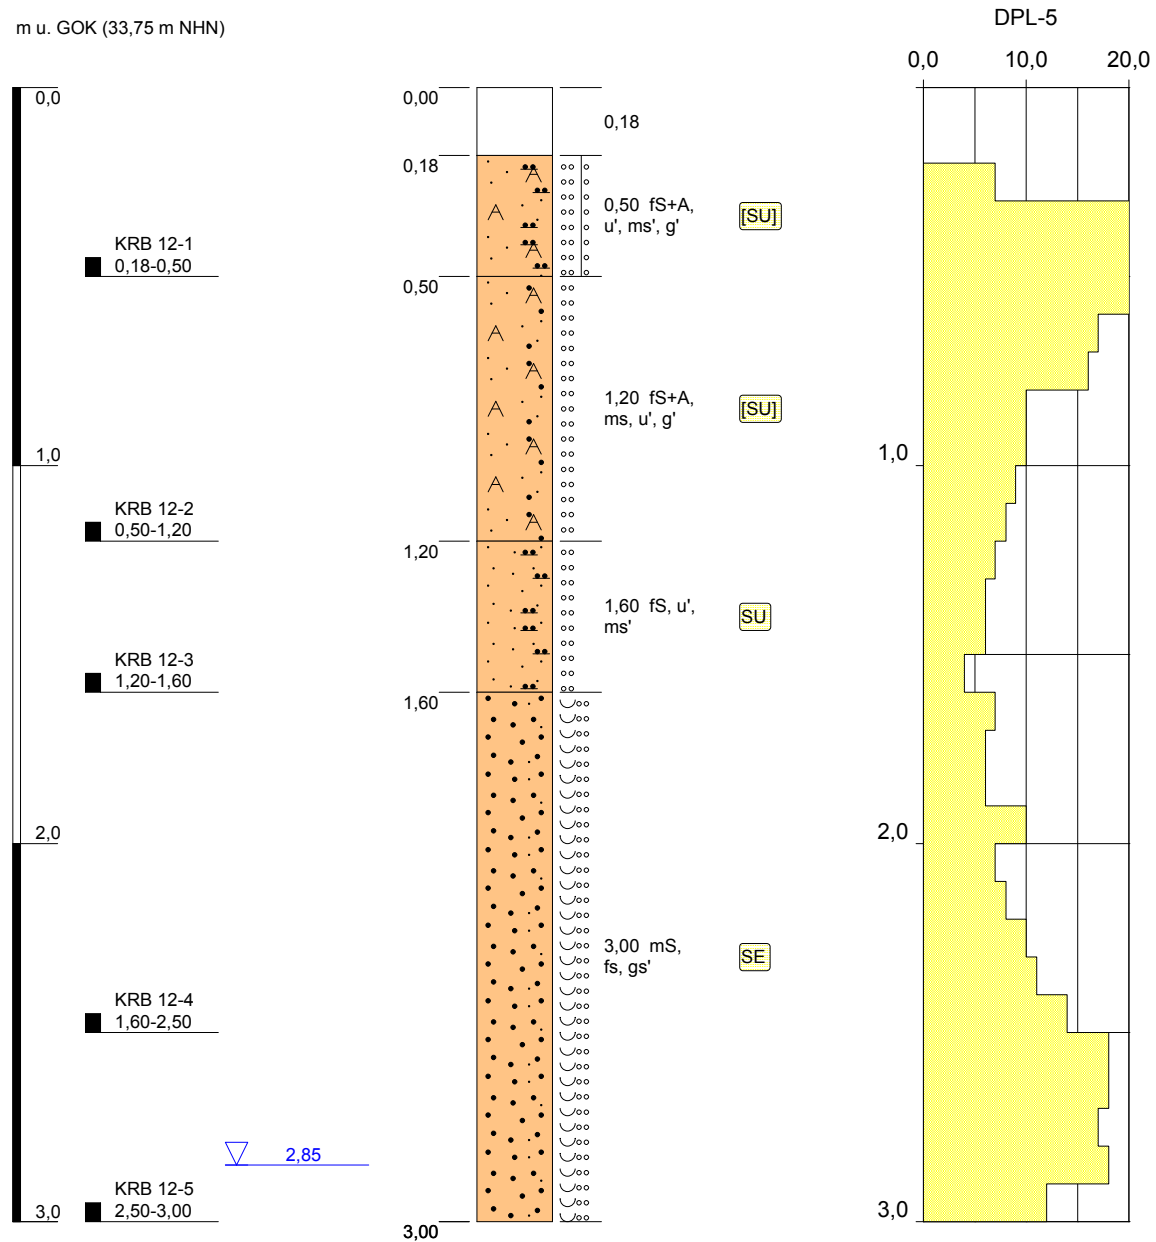 DPL-5
m u. GOK (33,75 m NHN)
0,0 10,0 20,0
0,0
0,00
0,18
0,18
0,50 fS+A,
u', ms', g'
[SU]
KRB 12-1
0,18-0,50
0,50
1,20 fS+A,
ms, u', g'
[SU]
1,0
1,0
KRB 12-2
0,50-1,20
1,20
1,60 fS, u',
ms'
SU
KRB 12-3
1,20-1,60
1,60
2,0
2,0
3,00 mS,
fs, gs'
SE
KRB 12-4
1,60-2,50
2,85
KRB 12-5
2,50-3,00
3,0
3,00
3,0
A
A
A
A
A
A
A
A
A
A